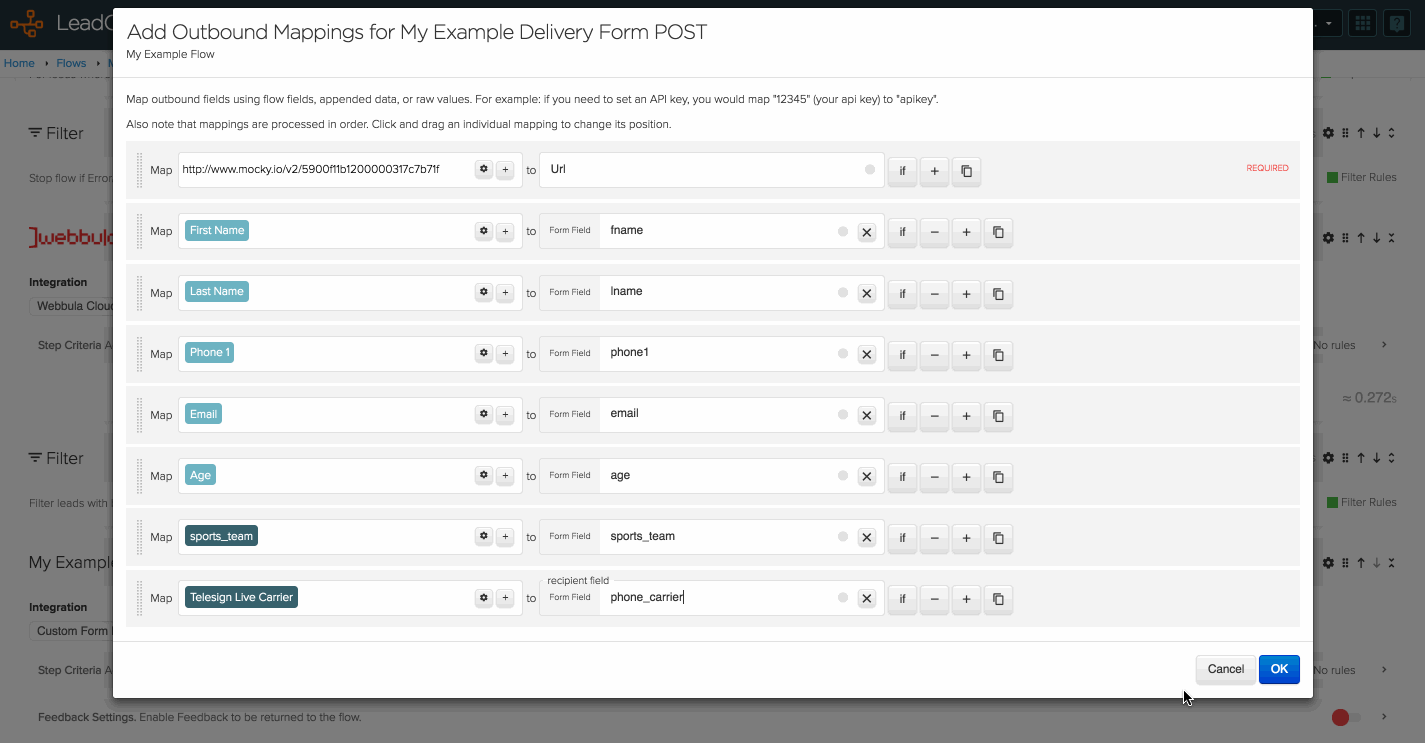 LeadC
Add Outbound Mappings for My Example Delivery Form POST
My Example Flow
Home Flows
Map outbound fields using flow fields, appended data, or raw values. For example: if you need to set an API key, you would map "12345" (your api key) to "apikey".
Also note that mappings are processed in order. Click and drag an individual mapping to change its position.
Filter
Map http://www.mocky.io/v2/5900f11b1200000317c7b71f + to Url if + REQUIRED
Stop flow if Error
Filter Rules
Map First Name + to Form Field fname if − +
webbula
Integration
Map Last Name + to Form Field lname if − +
Webbula Cloud
Step Criteria A
No rules
Map Phone 1 + to Form Field phone1 if − +
≈ 0.272s
Map Email + to Form Field email if − +
Filter
Map Age + to Form Field age if − +
Filter leads with
Filter Rules
Map sports_team + to Form Field sports_team if − +
My Exampl
recipient field
Map Telesign Live Carrier + to Form Field phone_carrier if − +
Integration
Custom Form
Step Criteria A
No rules
Cancel OK
Feedback Settings. Enable Feedback to be returned to the flow.